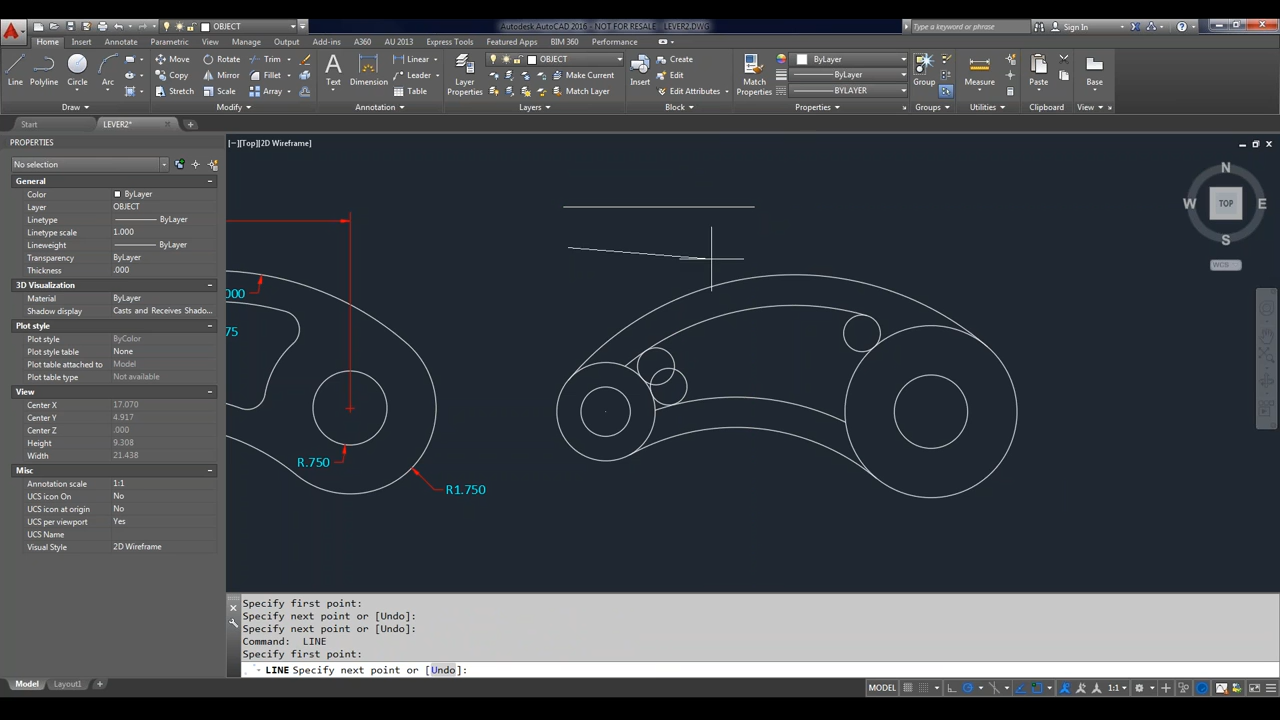 OBJECT
Autodesk AutoCAD 2016 - NOT FOR RESALE LEVER2.DWG
Type a keyword or phrase
Sign In
Home Insert Annotate Parametric View Manage Output Add-ins A360 AU 2013 Express Tools Featured Apps BIM 360 Performance
Line Polyline Circle Arc
Move Rotate Trim
Copy Mirror Fillet
Stretch Scale Array
Text Dimension
Linear
Leader
Table
Layer Properties
OBJECT
Make Current
Match Layer
Insert
Create
Edit
Edit Attributes
Match Properties
ByLayer
ByLayer
BYLAYER
Group
Measure
Paste
Base
Draw Modify Annotation Layers Block Properties Groups Utilities Clipboard View
Start LEVER2*
PROPERTIES
No selection
General
Color ByLayer
Layer OBJECT
Linetype ByLayer
Linetype scale 1.000
Lineweight ByLayer
Transparency ByLayer
Thickness .000
3D Visualization
Material ByLayer
Shadow display Casts and Receives Shado...
Plot style
Plot style ByColor
Plot style table None
Plot table attached to Model
Plot table type Not available
View
Center X 17.070
Center Y 4.917
Center Z .000
Height 9.308
Width 21.438
Misc
Annotation scale 1:1
UCS icon On No
UCS icon at origin No
UCS per viewport Yes
UCS Name
Visual Style 2D Wireframe
[−][Top][2D Wireframe]
N
W TOP E
S
WCS
000
75
R.750
R1.750
Specify first point:
Specify next point or [Undo]:
Specify next point or [Undo]:
Command: LINE
Specify first point:
LINE Specify next point or [Undo]:
Model Layout1 +
MODEL
1:1